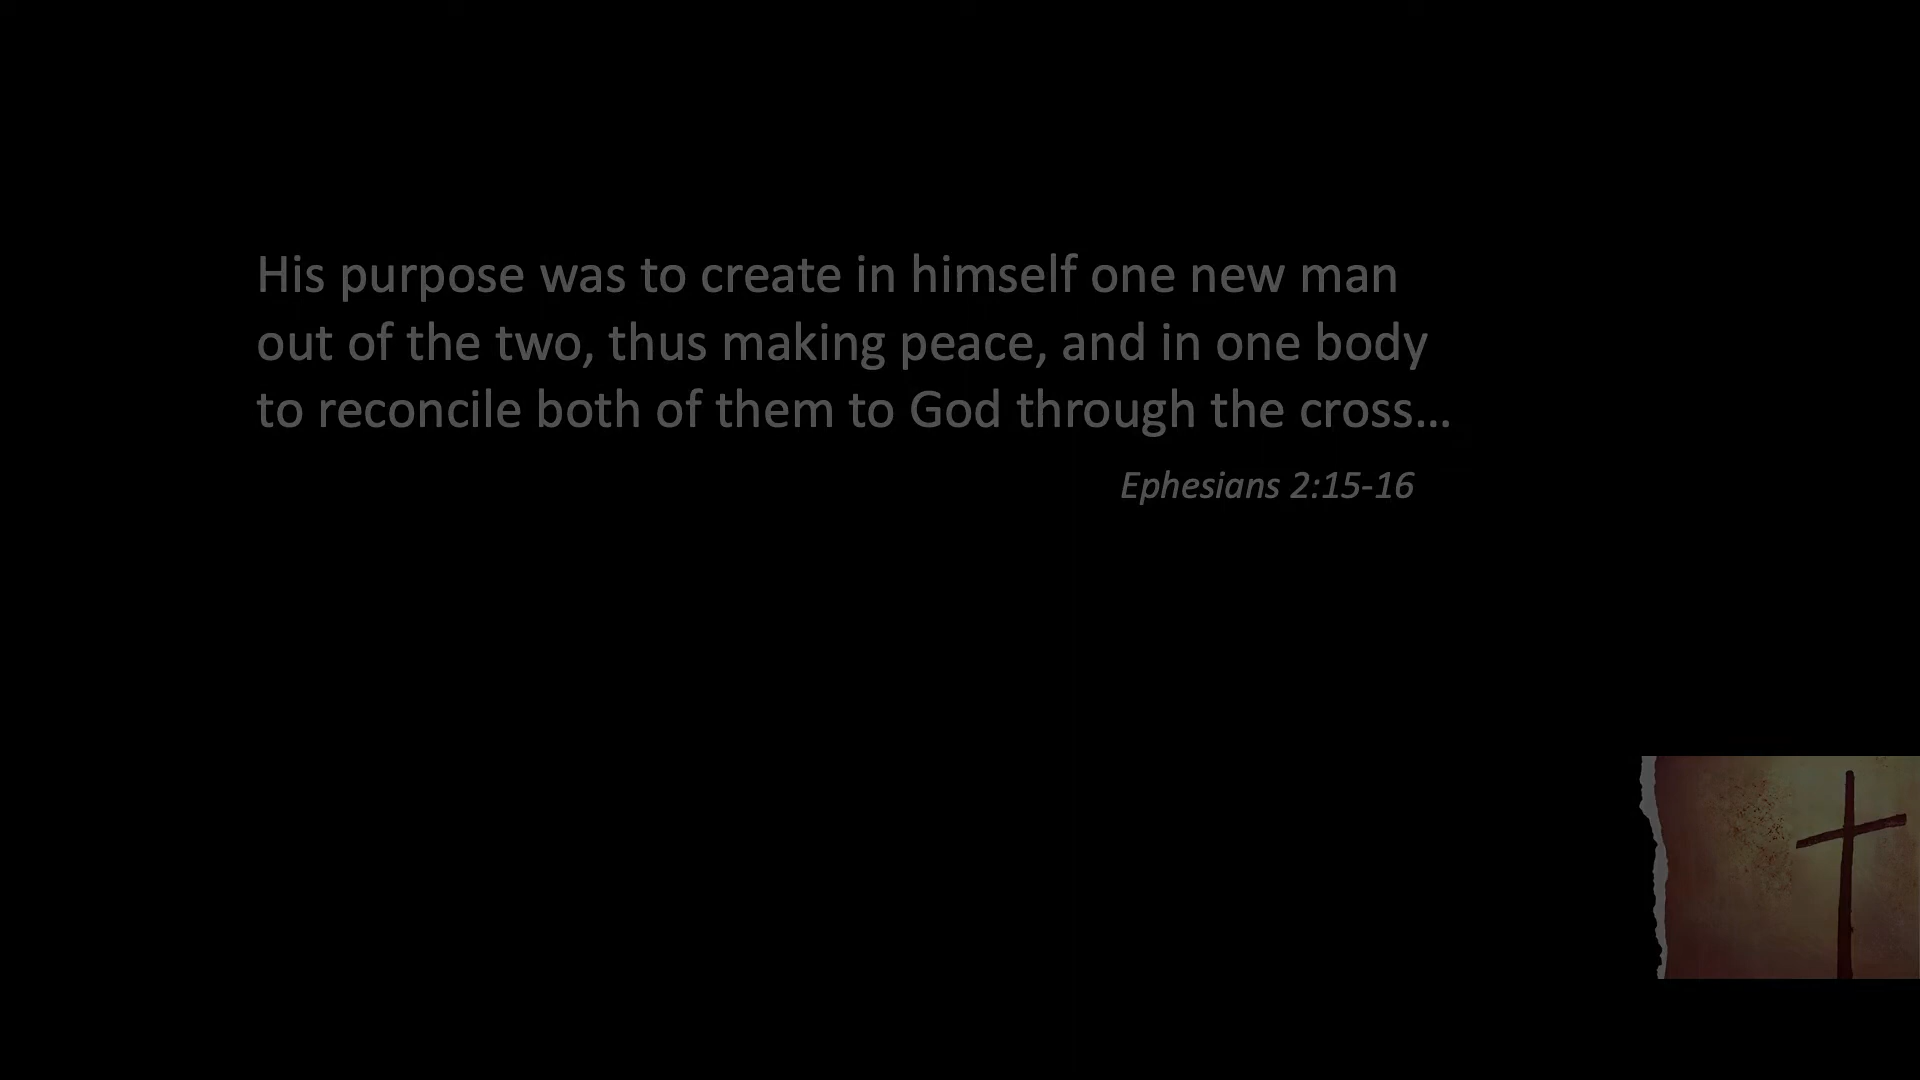 His purpose was to create in himself one new man
out of the two, thus making peace, and in one body
to reconcile both of them to God through the cross…
Ephesians 2:15-16